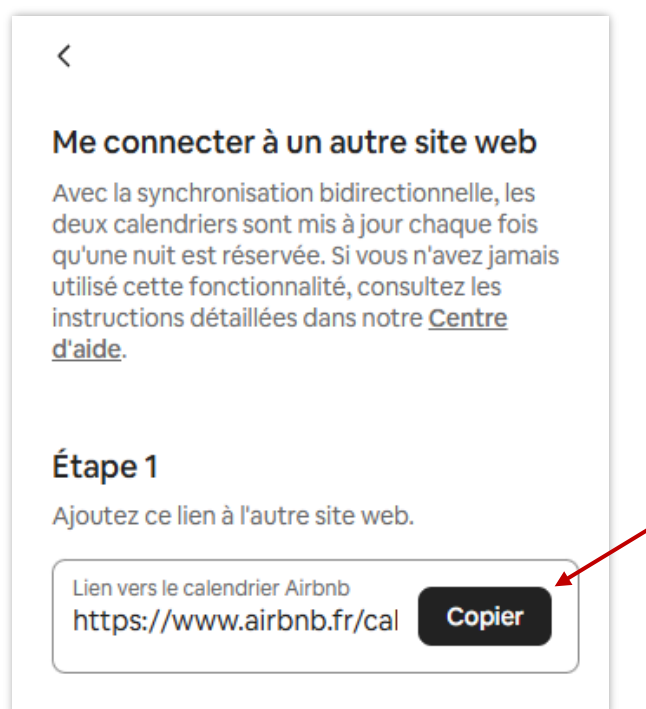 Me connecter à un autre site web
Avec la synchronisation bidirectionnelle, les
deux calendriers sont mis à jour chaque fois
qu'une nuit est réservée. Si vous n'avez jamais
utilisé cette fonctionnalité, consultez les
instructions détaillées dans notre Centre
d'aide.
Étape 1
Ajoutez ce lien à l'autre site web.
Lien vers le calendrier Airbnb
https://www.airbnb.fr/cal
Copier